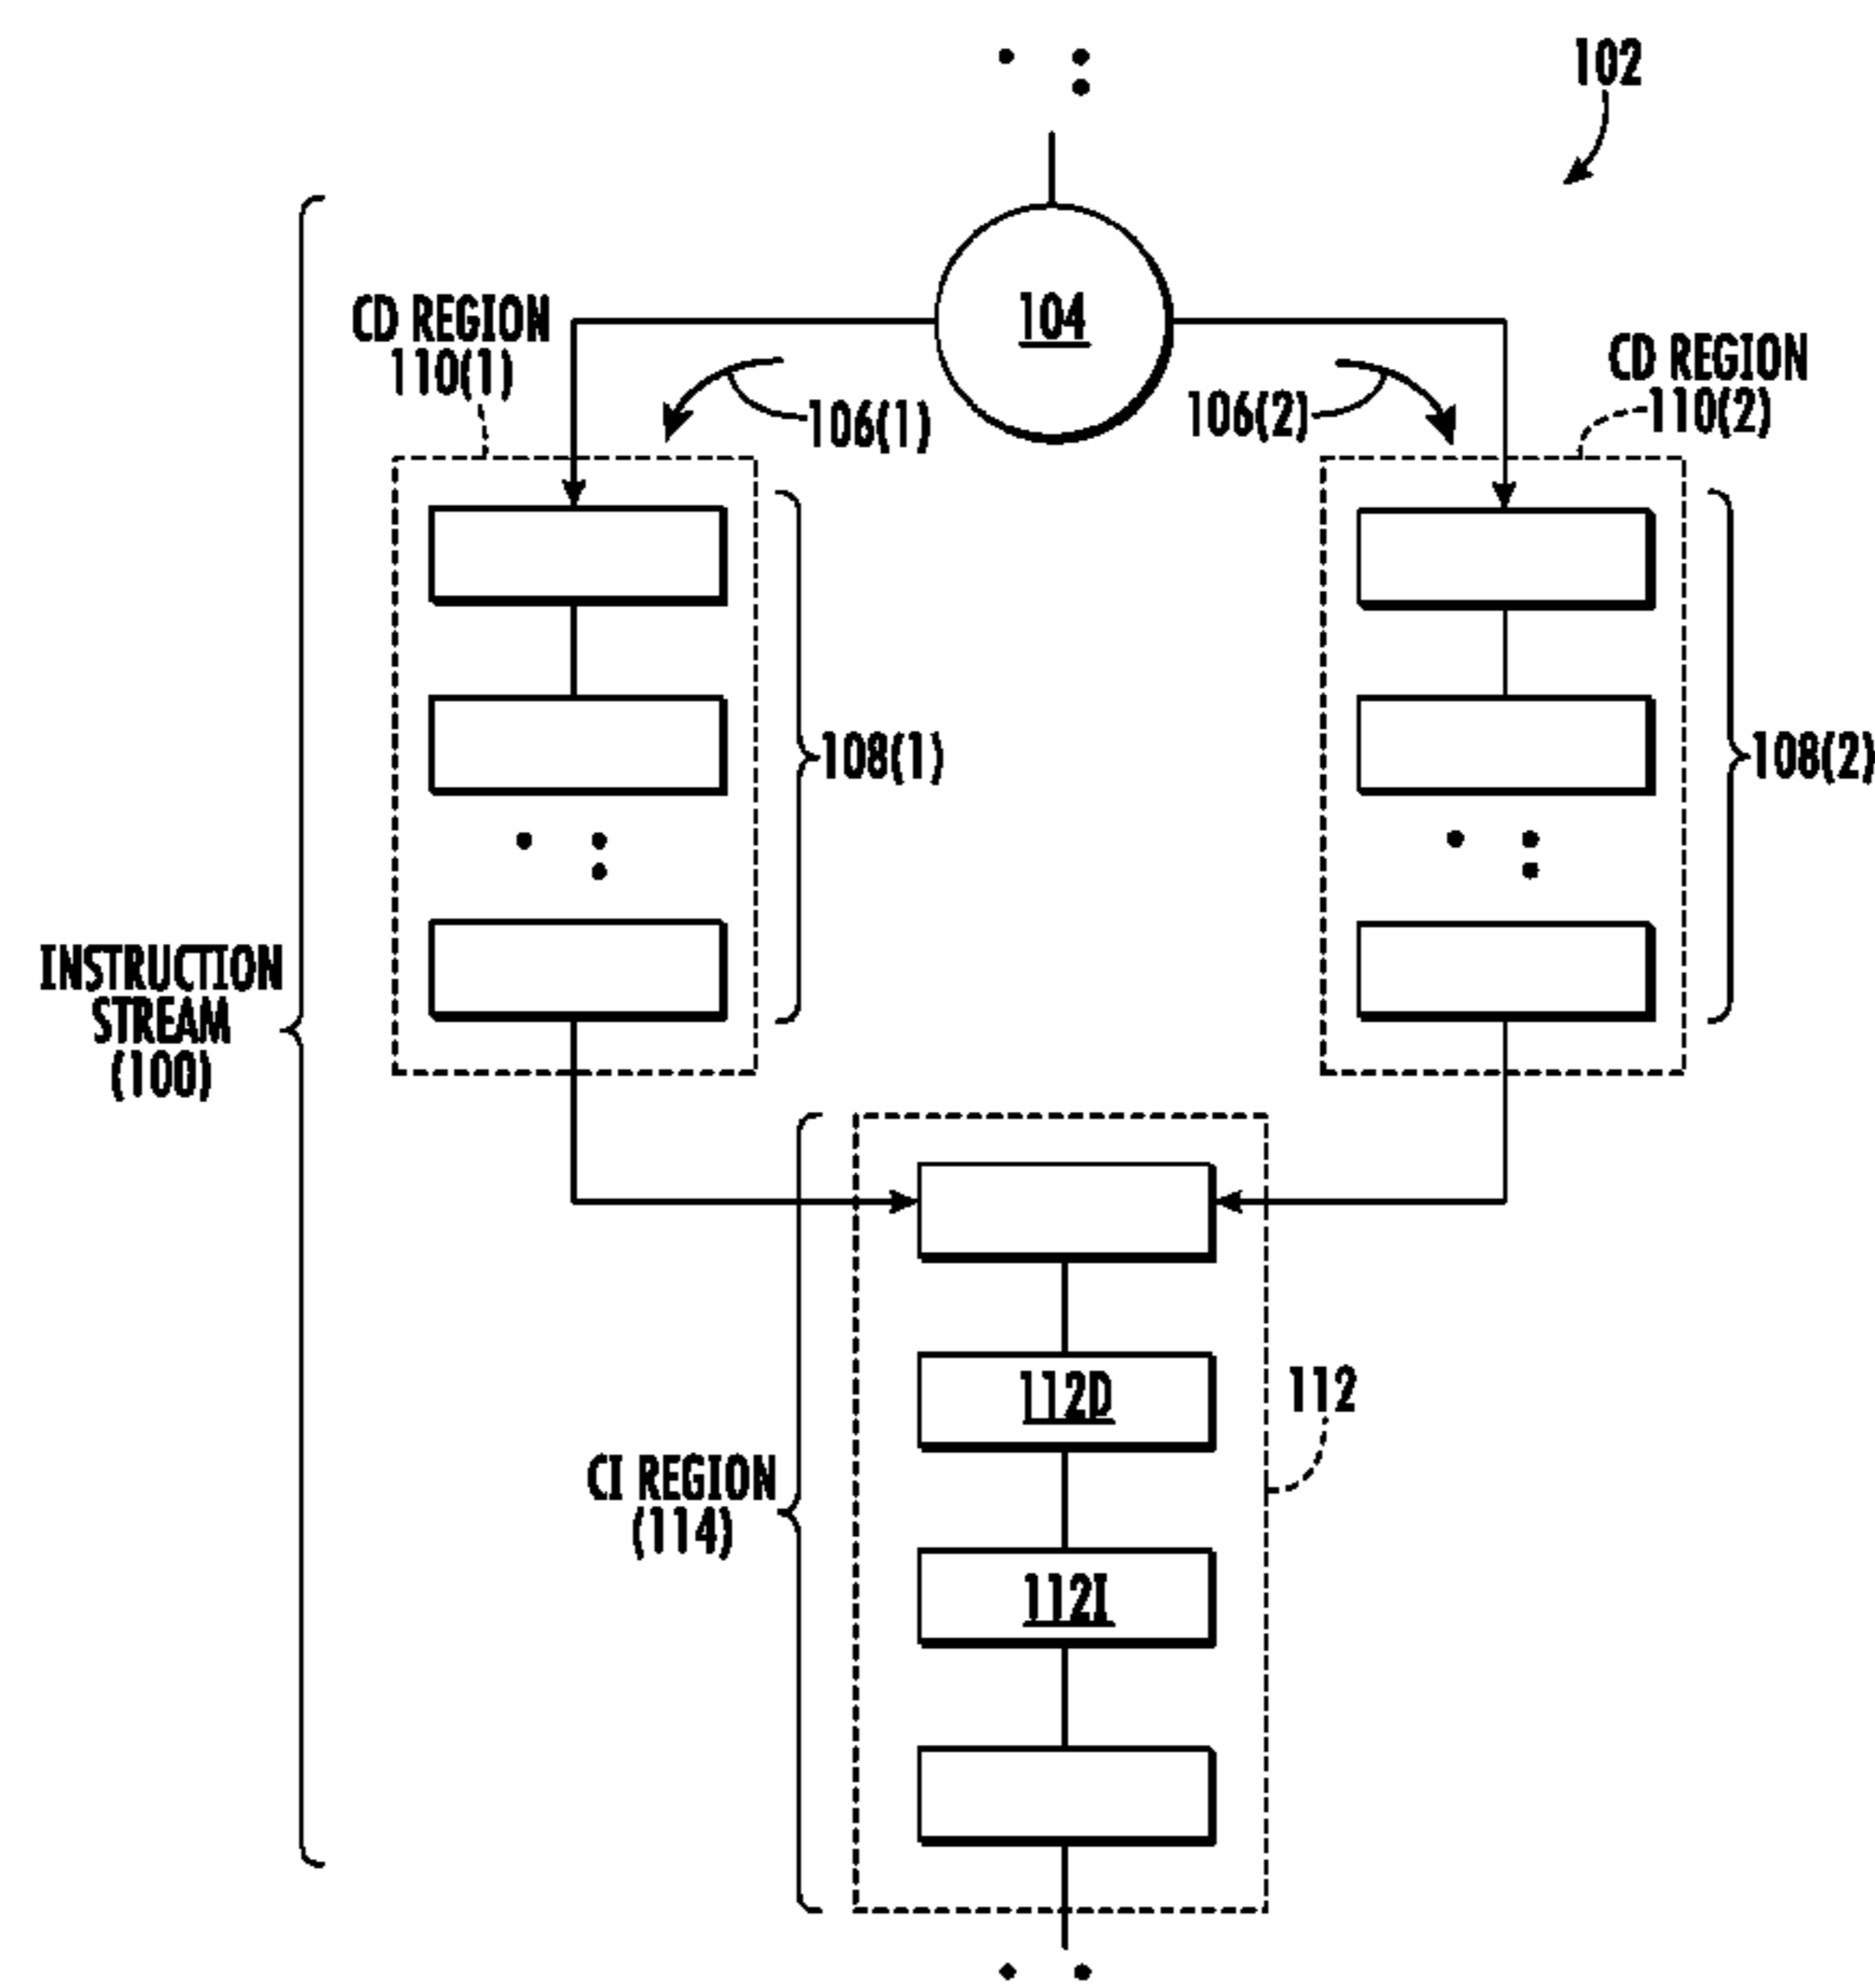 102
104
CD REGION
110(1)
CD REGION
110(2)
106(1)
106(2)
108(1)
108(2)
INSTRUCTION
STREAM
(100)
112D
112
CI REGION
(114)
112I